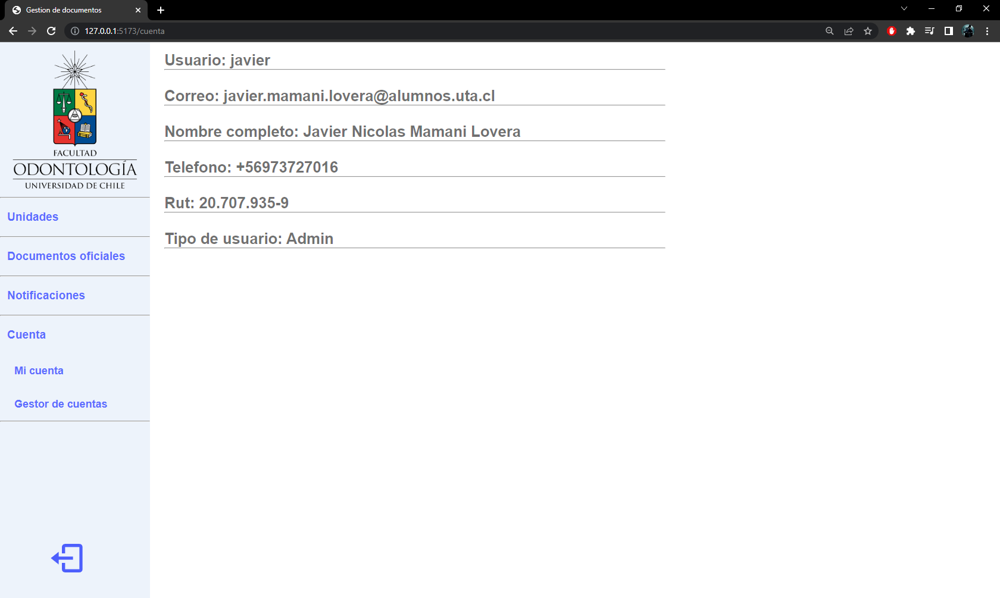 Gestion de documentos
127.0.0.1:5173/cuenta
FACULTAD
ODONTOLOGÍA
UNIVERSIDAD DE CHILE
Unidades
Documentos oficiales
Notificaciones
Cuenta
Mi cuenta
Gestor de cuentas
Usuario: javier
Correo: javier.mamani.lovera@alumnos.uta.cl
Nombre completo: Javier Nicolas Mamani Lovera
Telefono: +56973727016
Rut: 20.707.935-9
Tipo de usuario: Admin